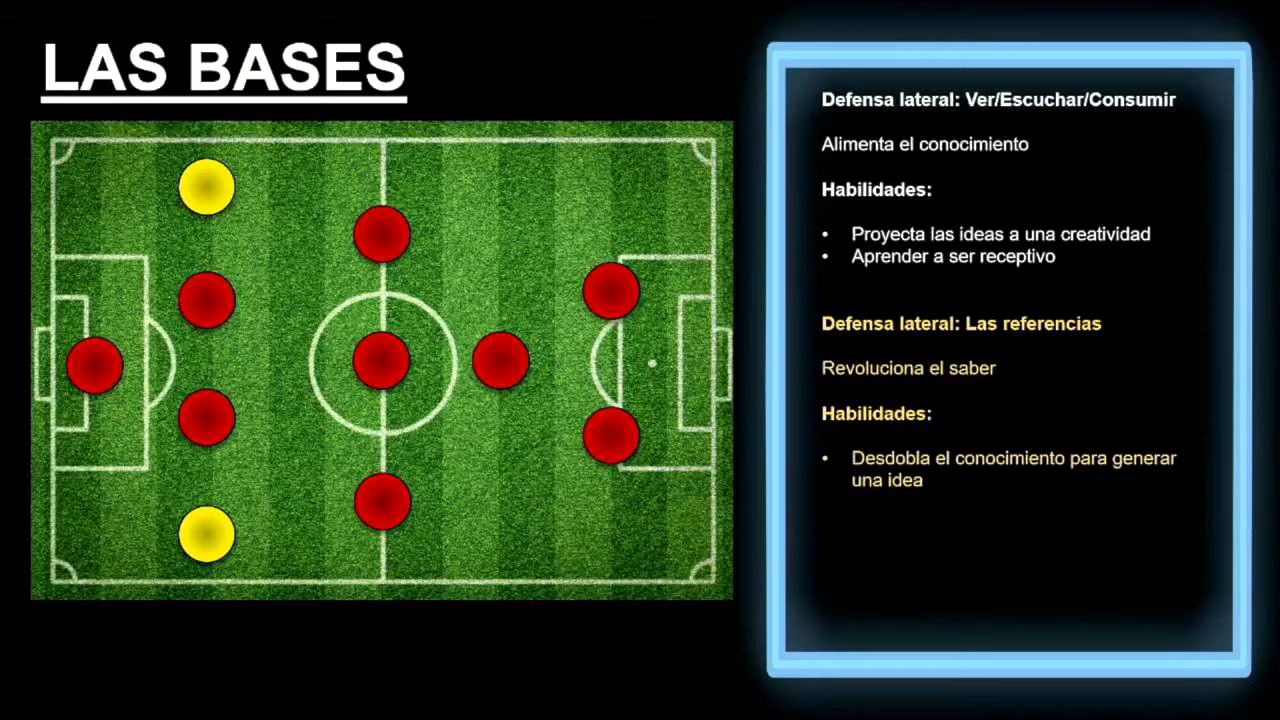 LAS BASES
Defensa lateral: Ver/Escuchar/Consumir
Alimenta el conocimiento
Habilidades:
• Proyecta las ideas a una creatividad
• Aprender a ser receptivo
Defensa lateral: Las referencias
Revoluciona el saber
Habilidades:
• Desdobla el conocimiento para generar
una idea